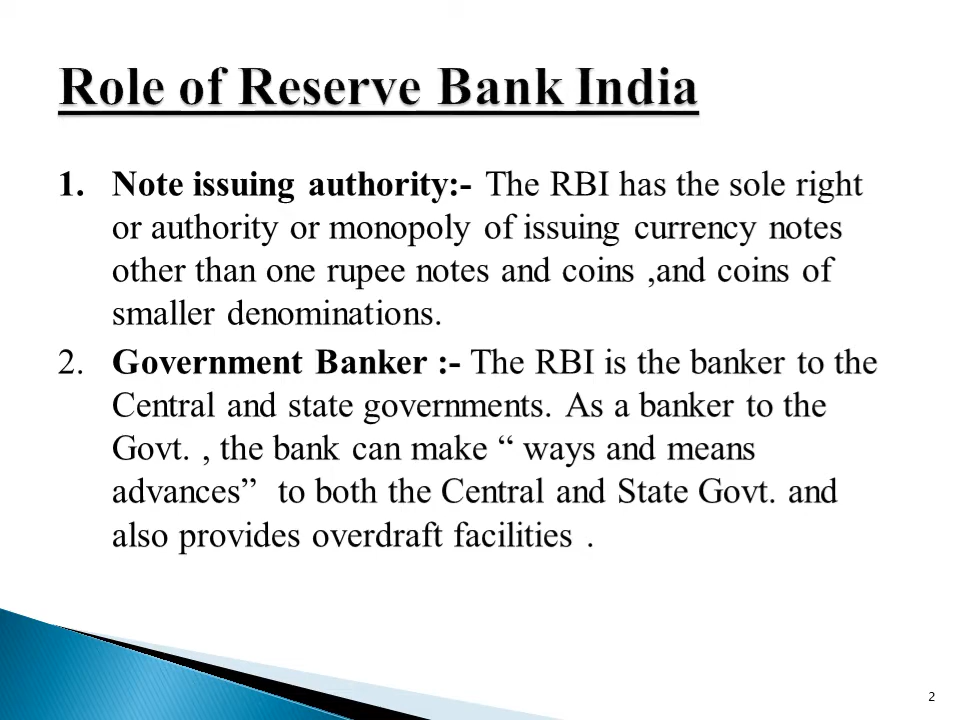 Role of Reserve Bank India
1. Note issuing authority:- The RBI has the sole right
or authority or monopoly of issuing currency notes
other than one rupee notes and coins ,and coins of
smaller denominations.
2. Government Banker :- The RBI is the banker to the
Central and state governments. As a banker to the
Govt. , the bank can make “ ways and means
advances” to both the Central and State Govt. and
also provides overdraft facilities .
2